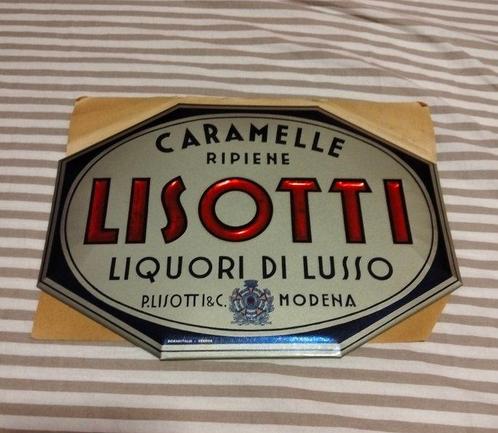 CARAMELLE
RIPIENE
LISOTTI
LIQUORI DI LUSSO
P.LISOTTI&C. MODENA